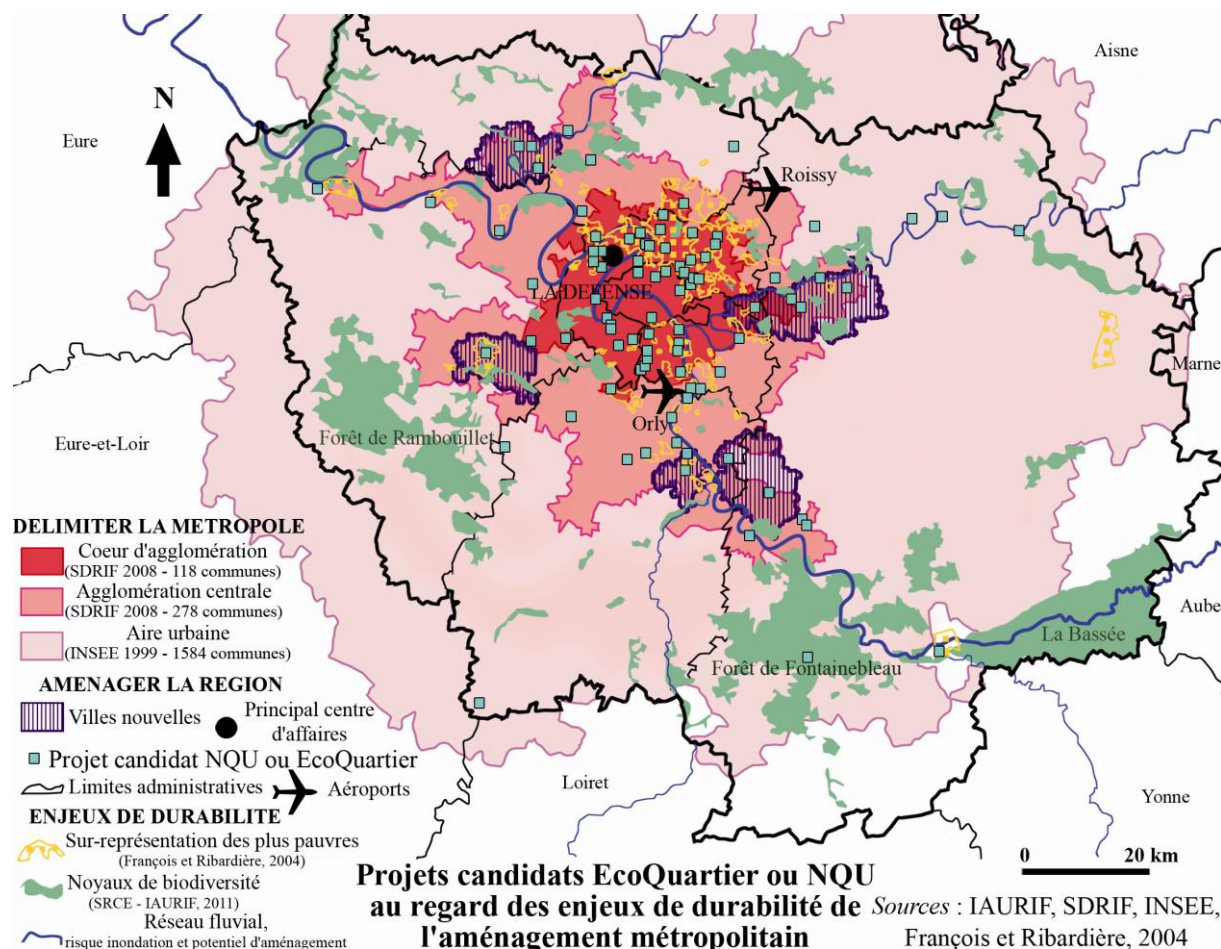 Aisne
N
Eure
Roissy
LA DEFENSE
Marne
Orly
Forêt de Rambouillet
Eure-et-Loir
DELIMITER LA METROPOLE
Coeur d'agglomération
(SDRIF 2008 - 118 communes)
Agglomération centrale
(SDRIF 2008 - 278 communes)
Aire urbaine
(INSEE 1999 - 1584 communes)
Aube
La Bassée
Forêt de Fontainebleau
AMENAGER LA REGION
Villes nouvelles
Principal centre
d'affaires
Projet candidat NQU ou EcoQuartier
Limites administratives
Aéroports
Loiret
Yonne
ENJEUX DE DURABILITE
Sur-représentation des plus pauvres
(François et Ribardière, 2004)
Noyaux de biodiversité
(SRCE - IAURIF, 2011)
Réseau fluvial,
risque inondation et potentiel d'aménagement
0 20 km
Projets candidats EcoQuartier ou NQU
au regard des enjeux de durabilité de
l'aménagement métropolitain
Sources : IAURIF, SDRIF, INSEE,
François et Ribardière, 2004